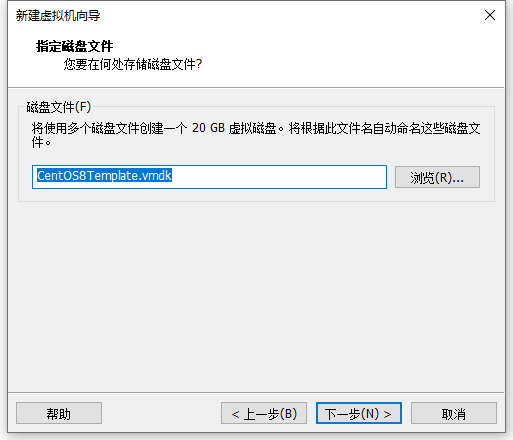 新建虚拟机向导
指定磁盘文件
您要在何处存储磁盘文件?
磁盘文件(F)
将使用多个磁盘文件创建一个 20 GB 虚拟磁盘。将根据此文件名自动命名这些磁盘文
件。
CentOS8Template.vmdk
浏览(R)...
帮助
< 上一步(B)
下一步(N) >
取消